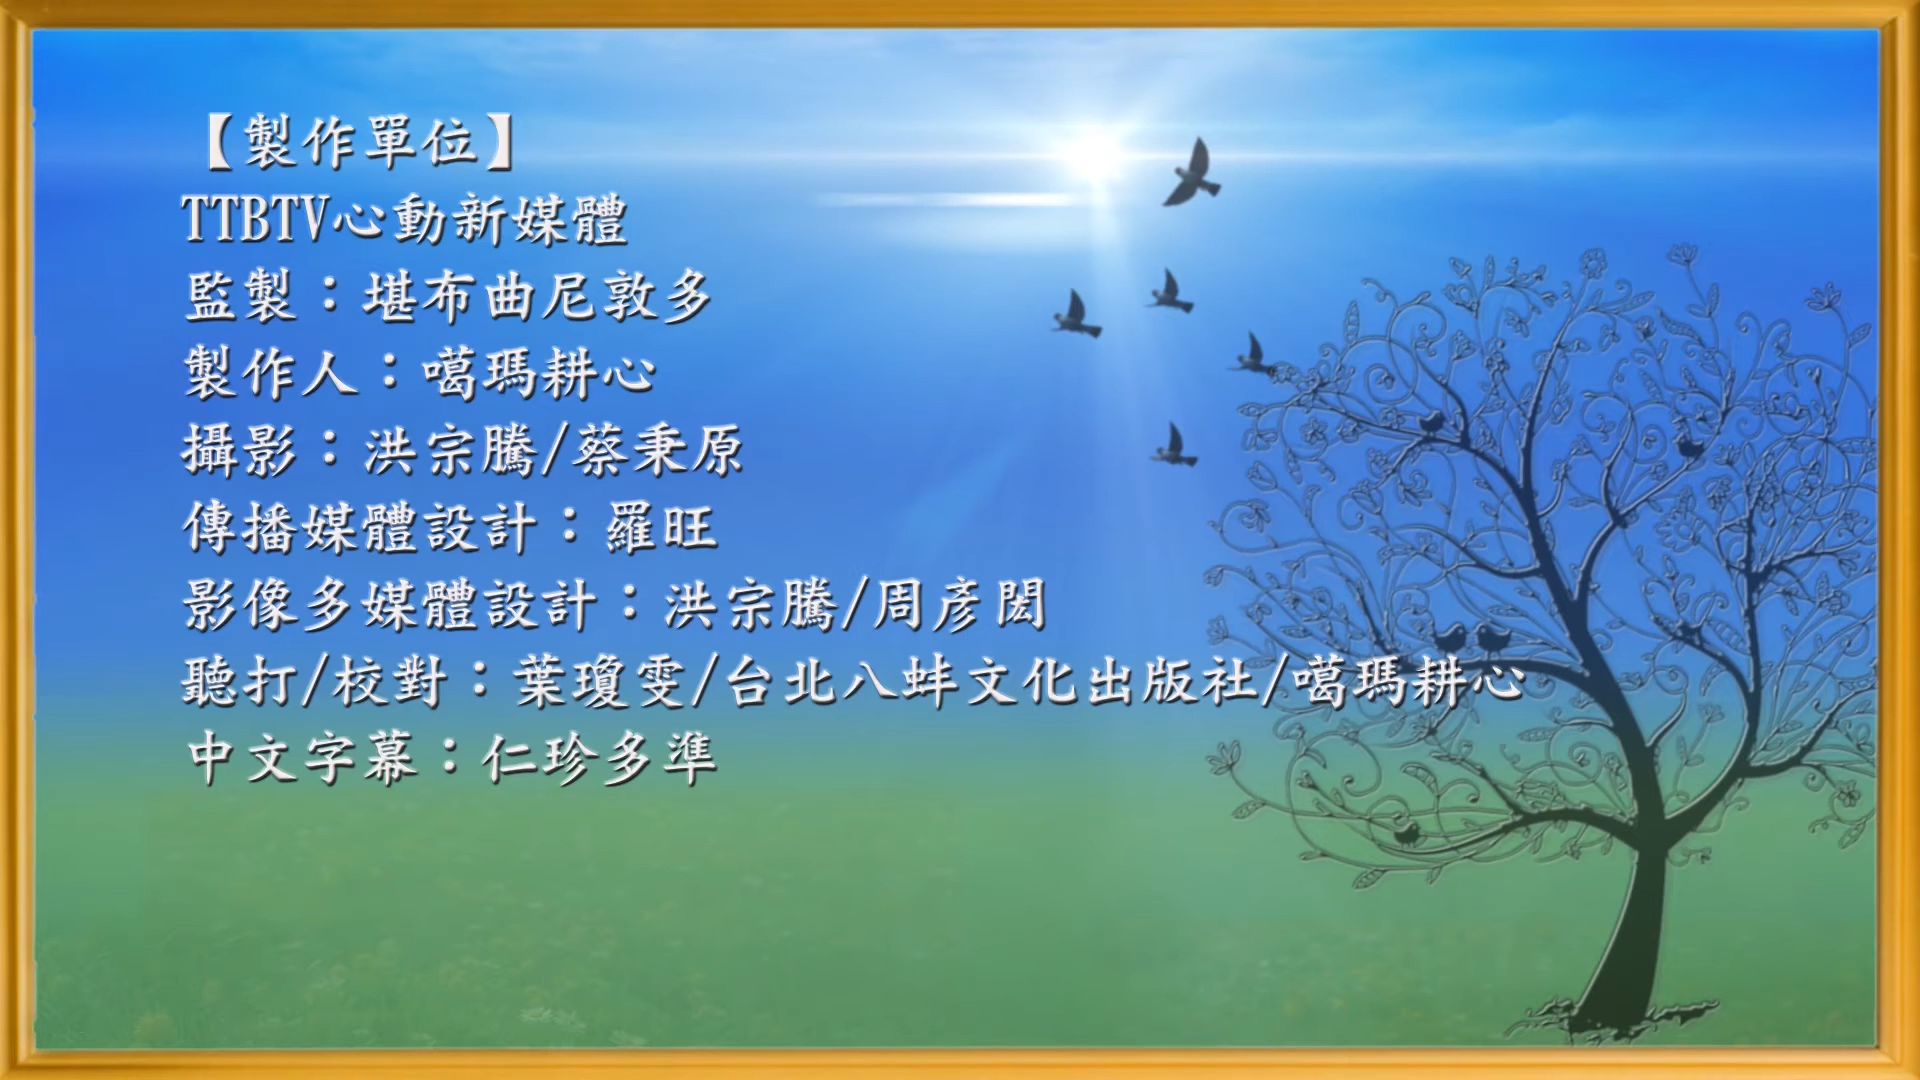 【製作單位】
TTBTV心動新媒體
監製：堪布曲尼敦多
製作人：噶瑪耕心
攝影：洪宗騰/蔡秉原
傳播媒體設計：羅旺
影像多媒體設計：洪宗騰/周彥閎
聽打/校對：葉瓊雯/台北八蚌文化出版社/噶瑪耕心
中文字幕：仁珍多準